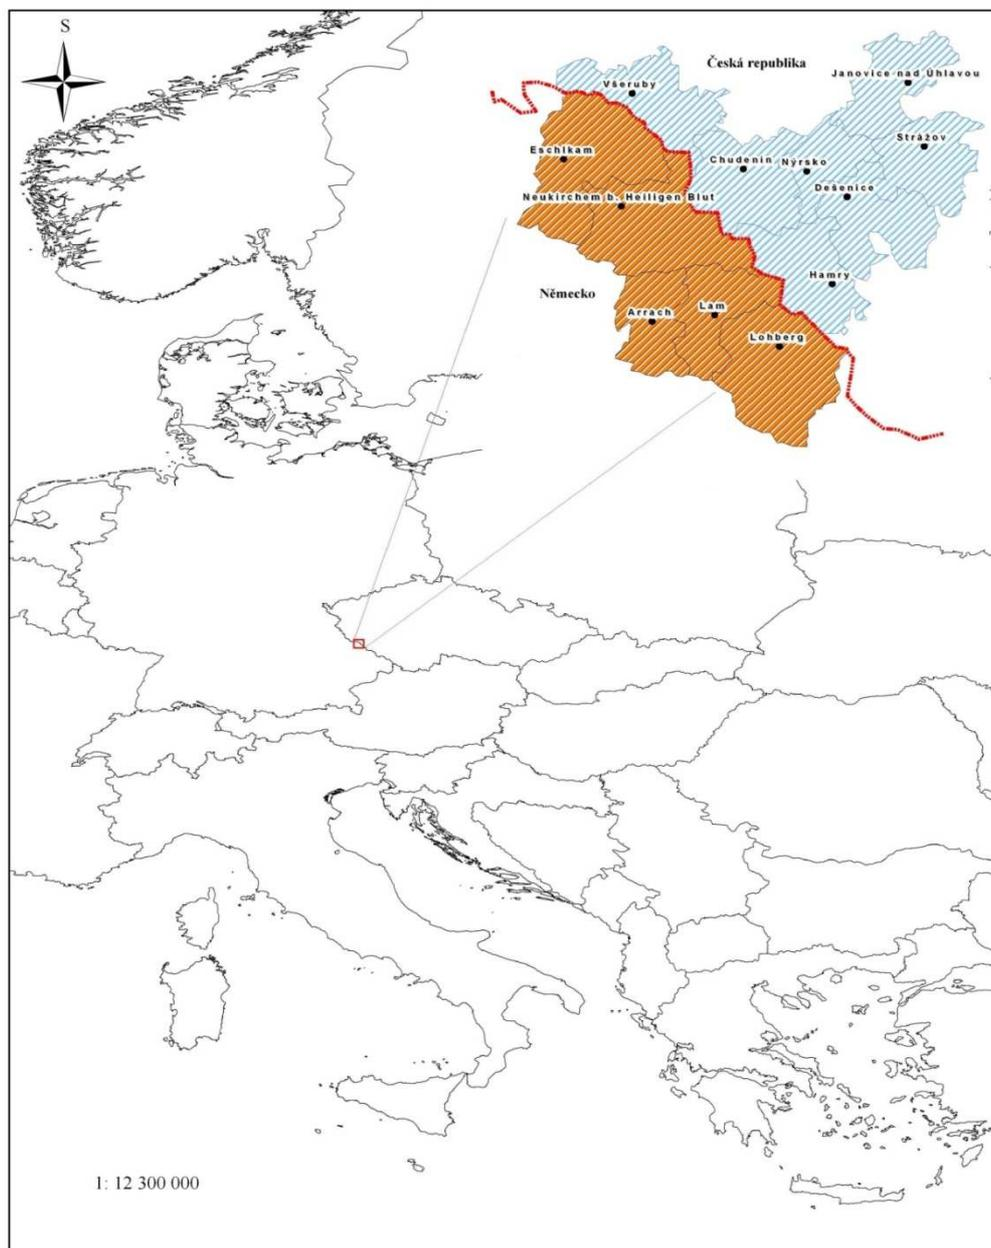 S
Česká republika
Janovice nad Úhlavou
Všeruby
Strážov
Eschlkam
Chudenín
Nýrsko
Dešenice
Neukirchem b. Heiligen Blut
Hamry
Německo
Lam
Arrach
Lohberg
1: 12 300 000